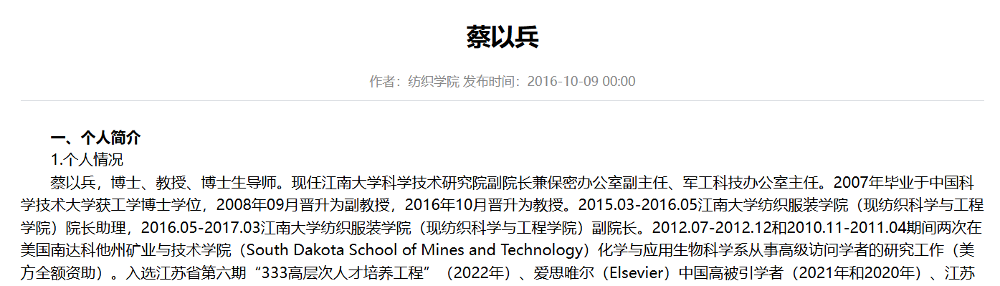 蔡以兵
作者：纺织学院 发布时间：2016-10-09 00:00
一、个人简介
1.个人情况
蔡以兵，博士、教授、博士生导师。现任江南大学科学技术研究院副院长兼保密办公室副主任、军工科技办公室主任。2007年毕业于中国科
学技术大学获工学博士学位，2008年09月晋升为副教授，2016年10月晋升为教授。2015.03-2016.05江南大学纺织服装学院（现纺织科学与工程
学院）院长助理，2016.05-2017.03江南大学纺织服装学院（现纺织科学与工程学院）副院长。2012.07-2012.12和2010.11-2011.04期间两次在
美国南达科他州矿业与技术学院（South Dakota School of Mines and Technology）化学与应用生物科学系从事高级访问学者的研究工作（美
方全额资助）。入选江苏省第六期“333高层次人才培养工程”（2022年）、爱思唯尔（Elsevier）中国高被引学者（2021年和2020年）、江苏